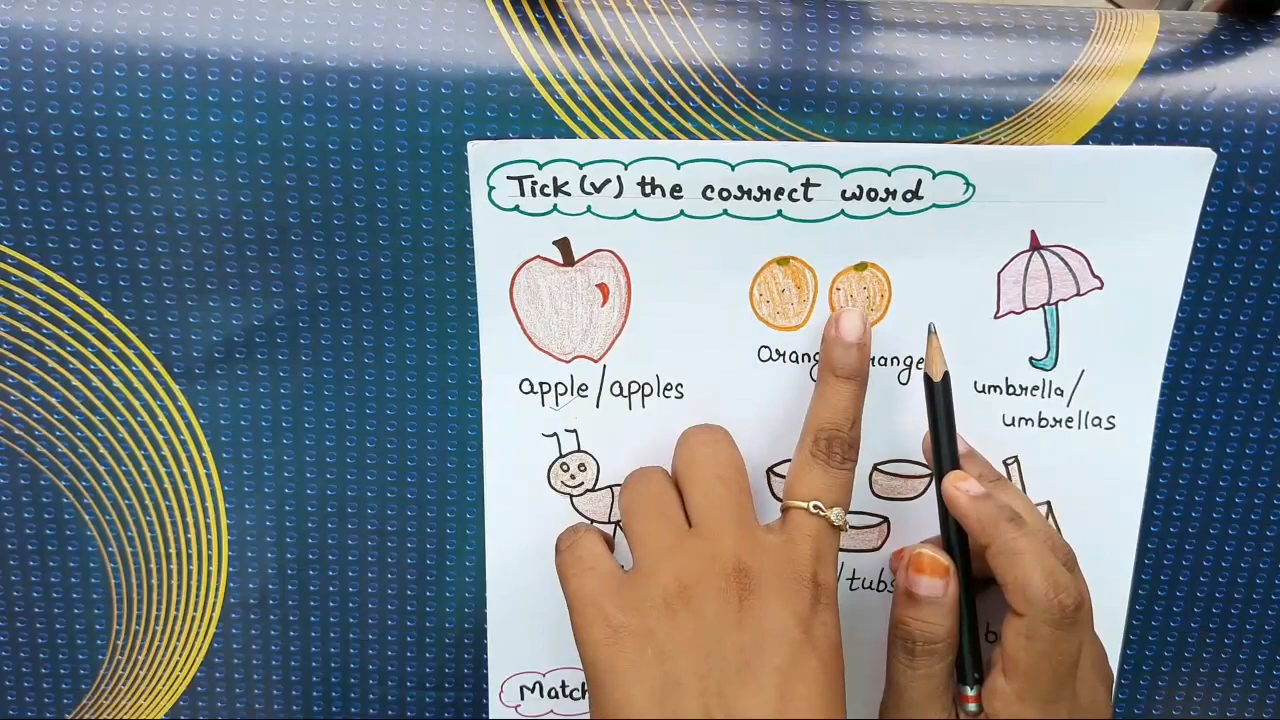 Tick (✓) the correct word
apple/apples
umbrella/
umbrellas
/tubs
Match